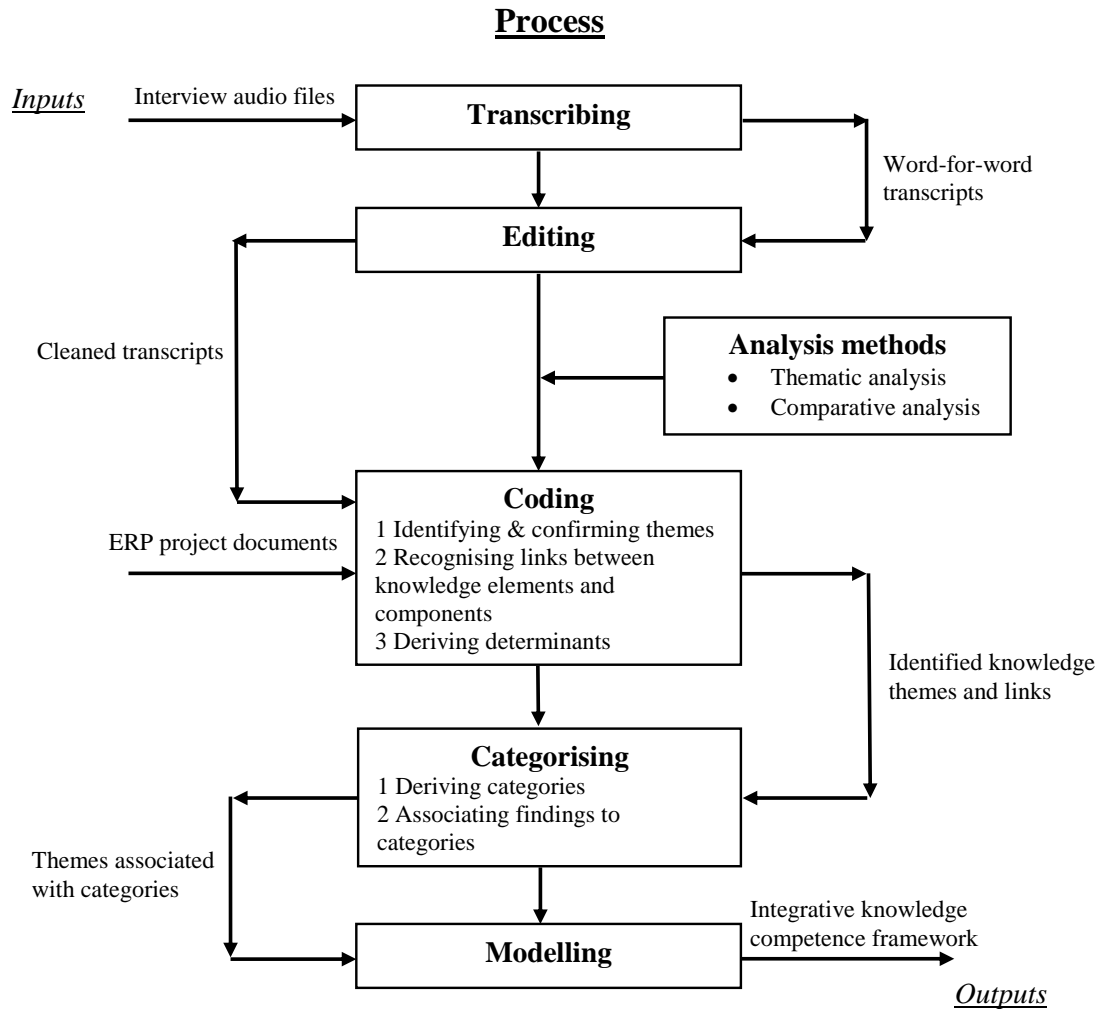 Process
Inputs
Interview audio files
Transcribing
Word-for-word
transcripts
Editing
Cleaned transcripts
Analysis methods
• Thematic analysis
• Comparative analysis
Coding
1 Identifying & confirming themes
2 Recognising links between
knowledge elements and
components
3 Deriving determinants
ERP project documents
Identified knowledge
themes and links
Categorising
1 Deriving categories
2 Associating findings to
categories
Themes associated
with categories
Modelling
Integrative knowledge
competence framework
Outputs